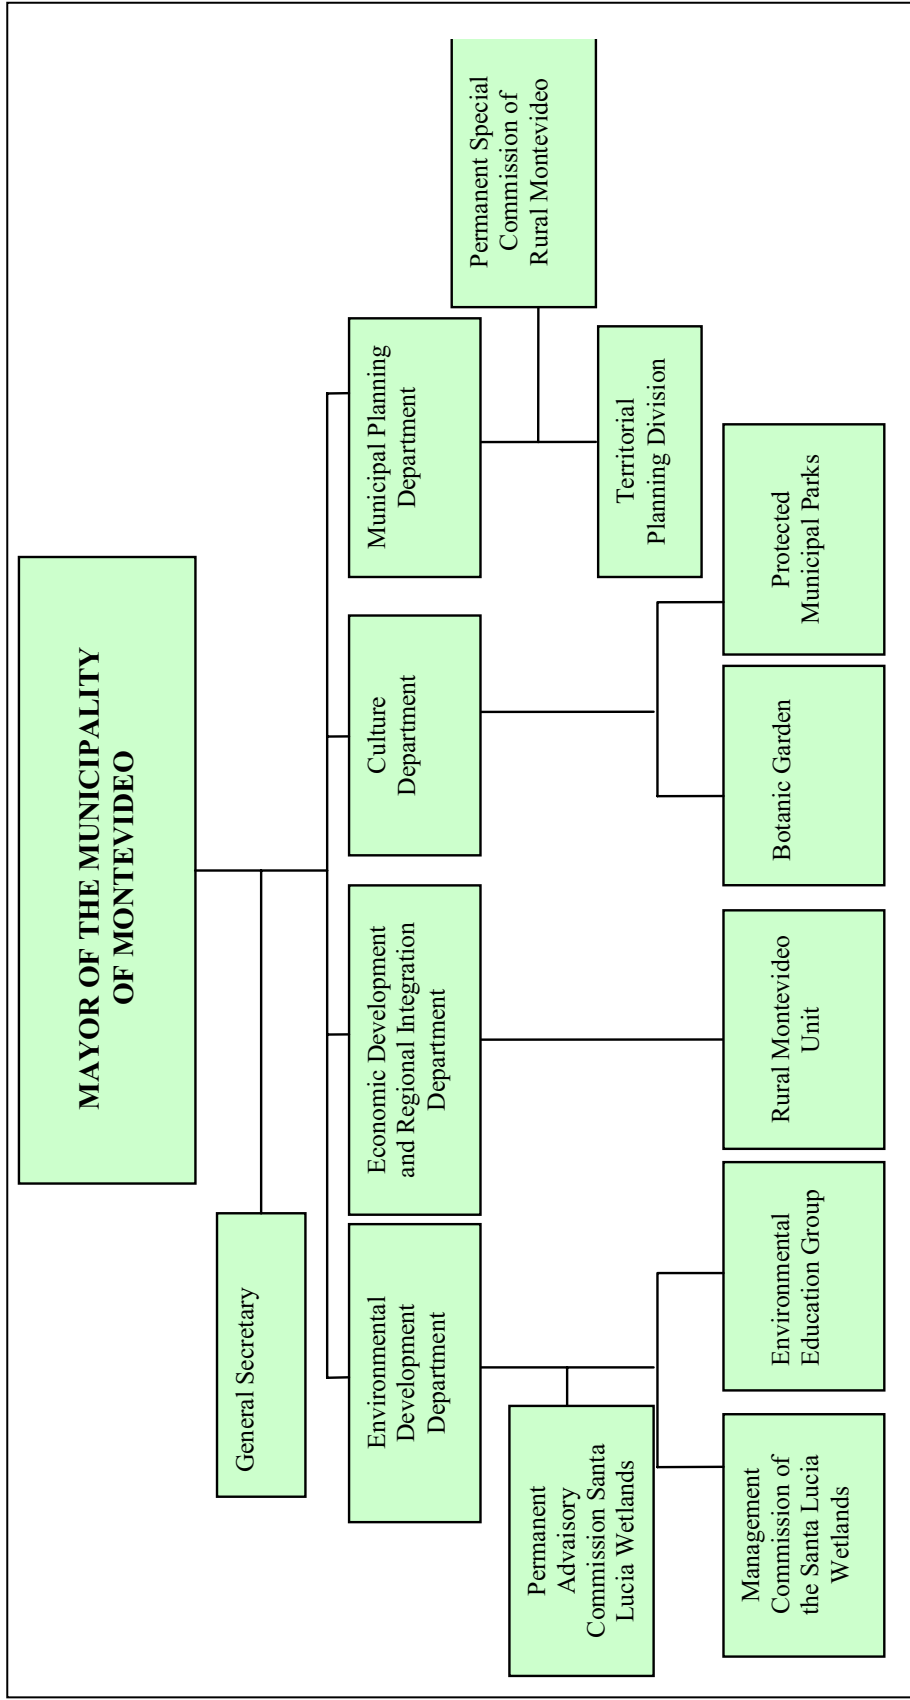 MAYOR OF THE MUNICIPALITY
OF MONTEVIDEO
General Secretary
Environmental
Development
Department
Economic Development
and Regional Integration
Department
Culture
Department
Municipal Planning
Department
Permanent Special
Commission of
Rural Montevideo
Permanent
Advaisory
Commission Santa
Lucia Wetlands
Territorial
Planning Division
Management
Commission of
the Santa Lucia
Wetlands
Environmental
Education Group
Rural Montevideo
Unit
Botanic Garden
Protected
Municipal Parks